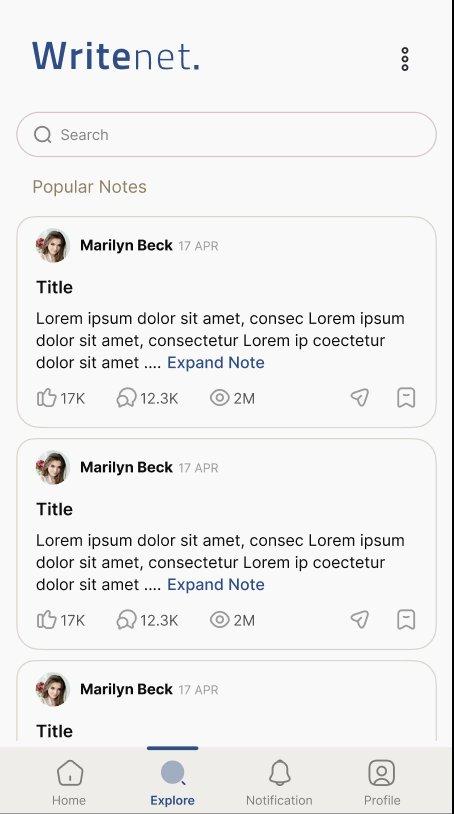 Writenet.
Search
Popular Notes
Marilyn Beck 17 APR
Title
Lorem ipsum dolor sit amet, consec Lorem ipsum
dolor sit amet, consectetur Lorem ip coectetur
dolor sit amet .... Expand Note
17K 12.3K 2M
Marilyn Beck 17 APR
Title
Lorem ipsum dolor sit amet, consec Lorem ipsum
dolor sit amet, consectetur Lorem ip coectetur
dolor sit amet .... Expand Note
17K 12.3K 2M
Marilyn Beck 17 APR
Title
Home Explore Notification Profile